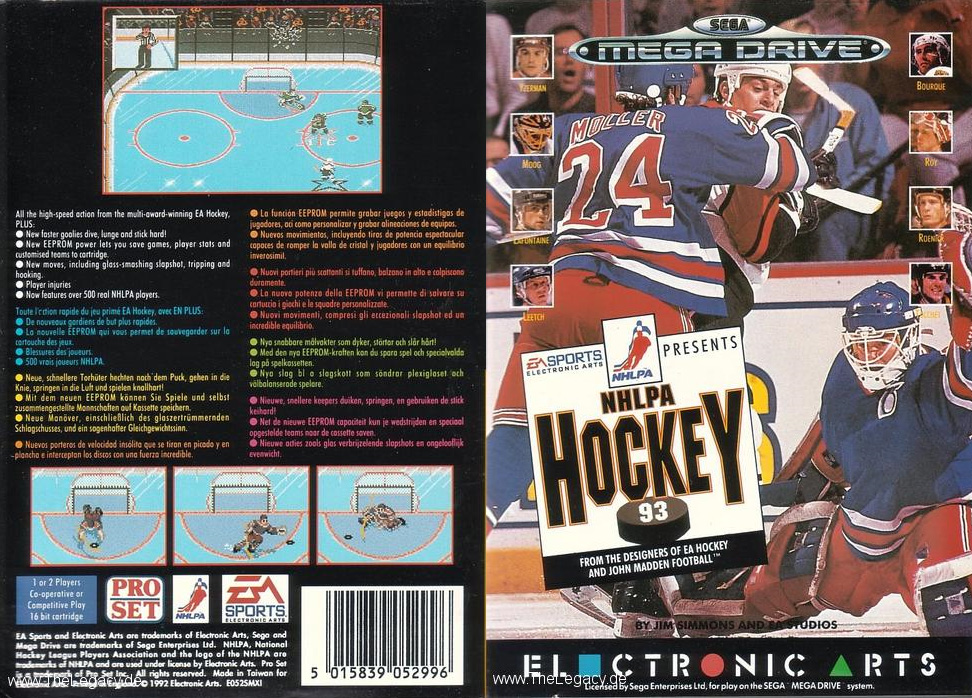 All the high-speed action from the multi-award-winning EA Hockey,
PLUS:
● New faster goalies dive, lunge and stick hard!
● New EEPROM power lets you save games, player stats and
customised teams to cartridge.
● New moves, including glass-smashing slapshot, tripping and
hooking.
● Player injuries
● Now features over 500 real NHLPA players.
Toute l'action rapide du jeu primé EA Hockey, avec EN PLUS:
● De nouveaux gardiens de but plus rapides.
● La nouvelle EEPROM qui vous permet de sauvegarder sur la
cartouche des jeux.
● Blessures des joueurs.
● 500 vrais joueurs NHLPA.
● Neue, schnellere Torhüter hechten nach dem Puck, gehen in die
Knie, springen in die Luft und spielen knallhart!
● Mit dem neuen EEPROM können Sie Spiele und selbst
zusammengestellte Mannschaften auf Kassette speichern.
● Neue Manöver, einschließlich des glaszertrümmernden
Schlagschusses, und ein sagenhafter Gleichgewichtssinn.
● Nuevos porteros de velocidad insólita que se tiran en picado y en
plancha e interceptan los discos con una fuerza increíble.
● La función EEPROM permite grabar juegos y estadísticas de
jugadores, así como personalizar y grabar alineaciones de equipos.
● Nuevos movimientos, incluyendo tiros de potencia espectacular
capaces de romper la valla de cristal y jugadores con un equilibrio
inverosímil.
● Nuovi portieri più scattanti si tuffano, balzano in alto e colpiscono
duramente.
● La nuova potenza della EEPROM vi permette di salvare su
cartuccia i giochi e le squadre personalizzate.
● Nuovi movimenti, compresi gli eccezionali slapshot ed un
incredibile equilibrio.
● Nya snabbare målvakter som dyker, störtar och slår hårt!
● Med den nya EEPROM-kraften kan du spara spel och specialvalda
lag på spelkassetten.
● Nya slag bl a slagskott som söndrar plexiglaset och
välbalanserade spelare.
● Nieuwe, snellere keepers duiken, springen, en gebruiken de stick
keihard!
● Met de nieuwe EEPROM capaciteit kun je wedstrijden en speciaal
opgestelde teams naar de cassette saven.
● Nieuwe acties zoals glas verbrijzelende slapshots en ongelooflijk
evenwicht.
1 or 2 Players
Co-operative or
Competitive Play
16 bit cartridge
PRO
SET
NHLPA
EA
SPORTS
ELECTRONIC ARTS
EA Sports and Electronic Arts are trademarks of Electronic Arts, Sega and
Mega Drive are trademarks of Sega Enterprises Ltd. NHLPA, National
Hockey League Players Association and the logo of the NHLPA are
trademarks of NHLPA and are used under license by Electronic Arts. Pro Set
of Pro Set Inc. All rights reserved. Made in Taiwan for
© 1992 Electronic Arts. E052SMXI
5 015839 052996
www.TheLegacy.de
SEGA
MEGA DRIVE
YZERMAN
MOOG
LAFONTAINE
LEETCH
BOURQUE
ROY
ROENICK
MOLLER
24
EA SPORTS
ELECTRONIC ARTS
NHLPA
PRESENTS
NHLPA
HOCKEY
93
FROM THE DESIGNERS OF EA HOCKEY
AND JOHN MADDEN FOOTBALL™
BY JIM SIMMONS AND EA STUDIOS
ELECTRONIC ARTS
Licensed by Sega Enterprises Ltd. for play on the SEGA™ MEGA DRIVE™ system.
www.TheLegacy.de